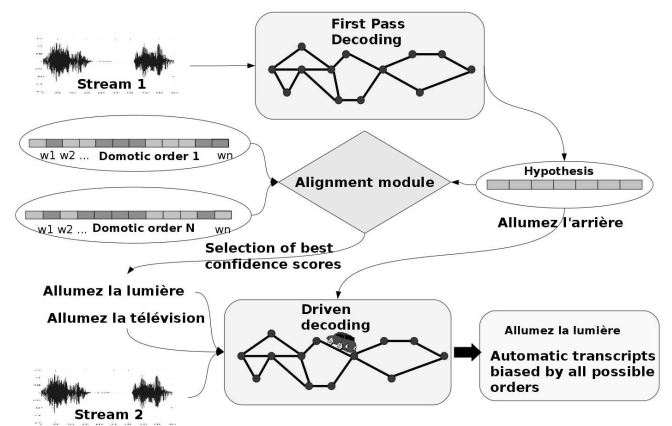 First Pass
Decoding
Stream 1
w1 w2 ... Domotic order 1 wn
Alignment module
Hypothesis
w1 w2 ... Domotic order N wn
Allumez l'arrière
Selection of best
confidence scores
Allumez la lumière
Allumez la télévision
Driven
decoding
Allumez la lumière
Automatic transcripts
biased by all possible
orders
Stream 2